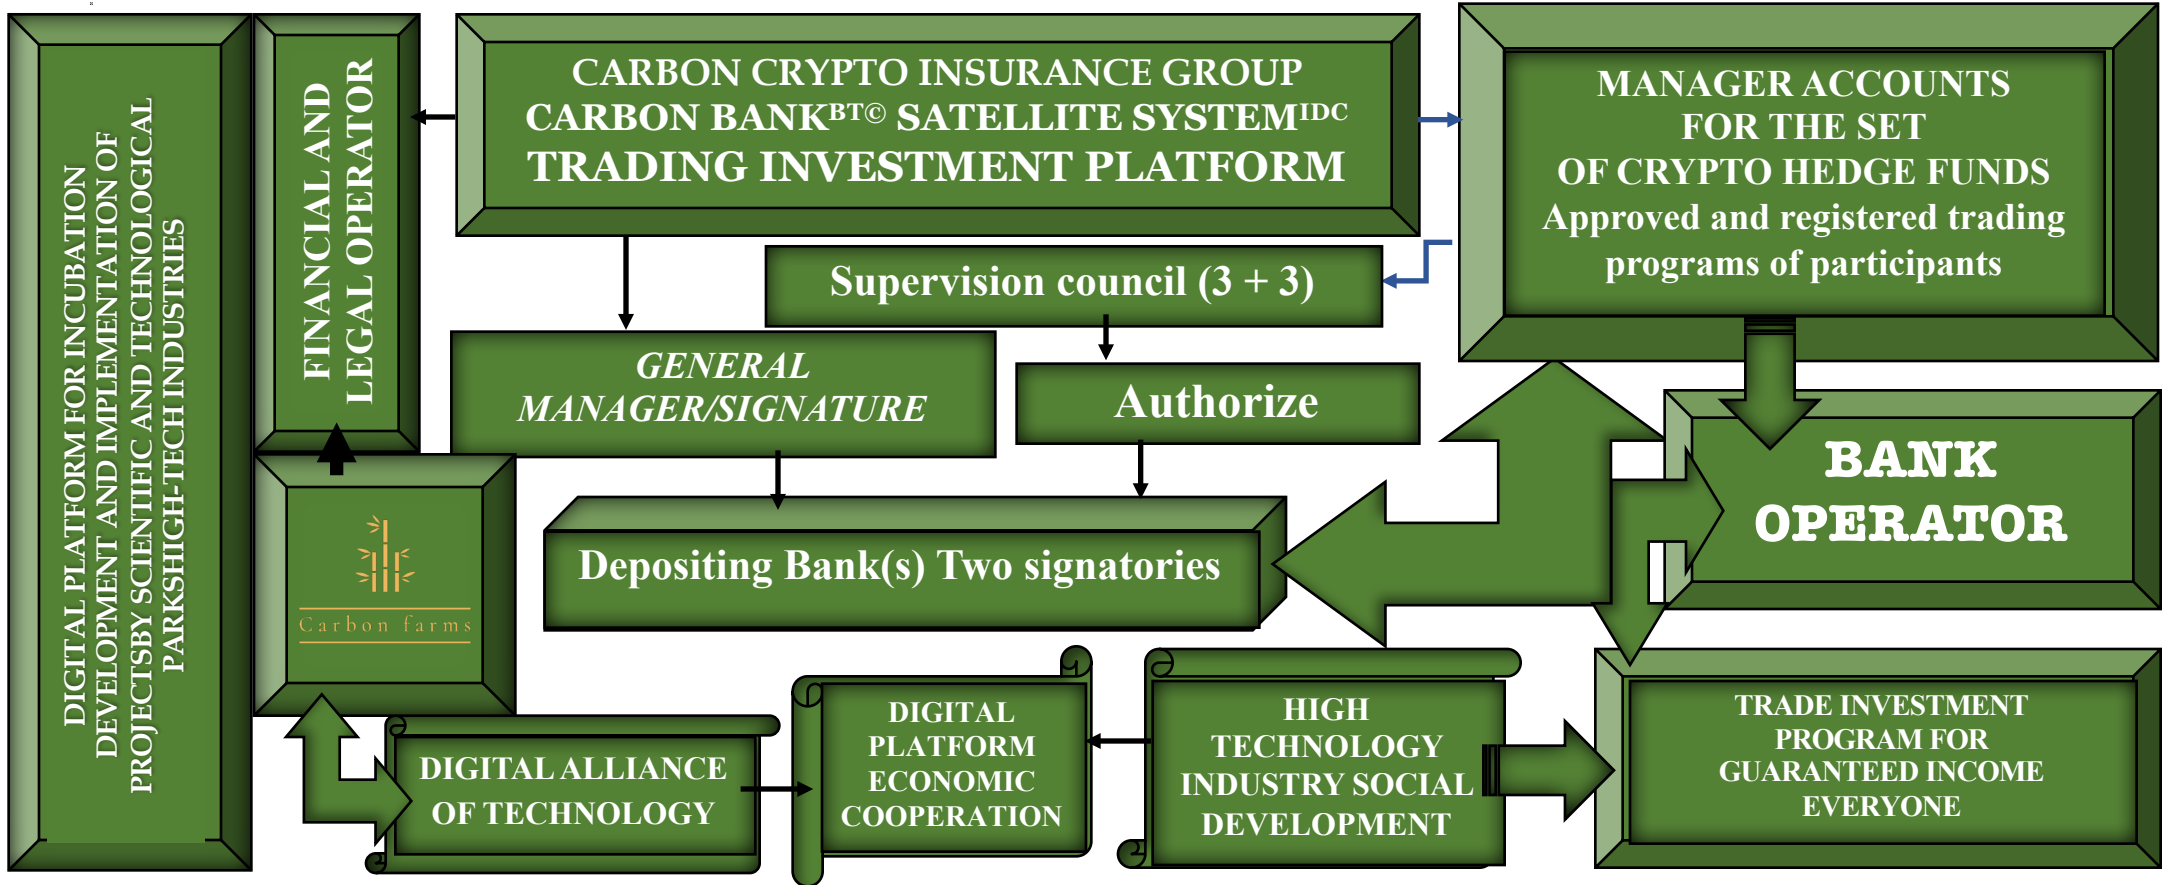 DIGITAL PLATFORM FOR INCUBATION
DEVELOPMENT AND IMPLEMENTATION OF
PROJECTSBY SCIENTIFIC AND TECHNOLOGICAL
PARKSHIGH-TECH INDUSTRIES
FINANCIAL AND
LEGAL OPERATOR
CARBON CRYPTO INSURANCE GROUP
CARBON BANKᴮᵀ© SATELLITE SYSTEMᴵᴰᶜ
TRADING INVESTMENT PLATFORM
MANAGER ACCOUNTS
FOR THE SET
OF CRYPTO HEDGE FUNDS
Approved and registered trading
programs of participants
Supervision council (3 + 3)
GENERAL
MANAGER/SIGNATURE
Authorize
BANK
OPERATOR
Depositing Bank(s) Two signatories
Carbon farms
DIGITAL ALLIANCE
OF TECHNOLOGY
DIGITAL
PLATFORM
ECONOMIC
COOPERATION
HIGH
TECHNOLOGY
INDUSTRY SOCIAL
DEVELOPMENT
TRADE INVESTMENT
PROGRAM FOR
GUARANTEED INCOME
EVERYONE